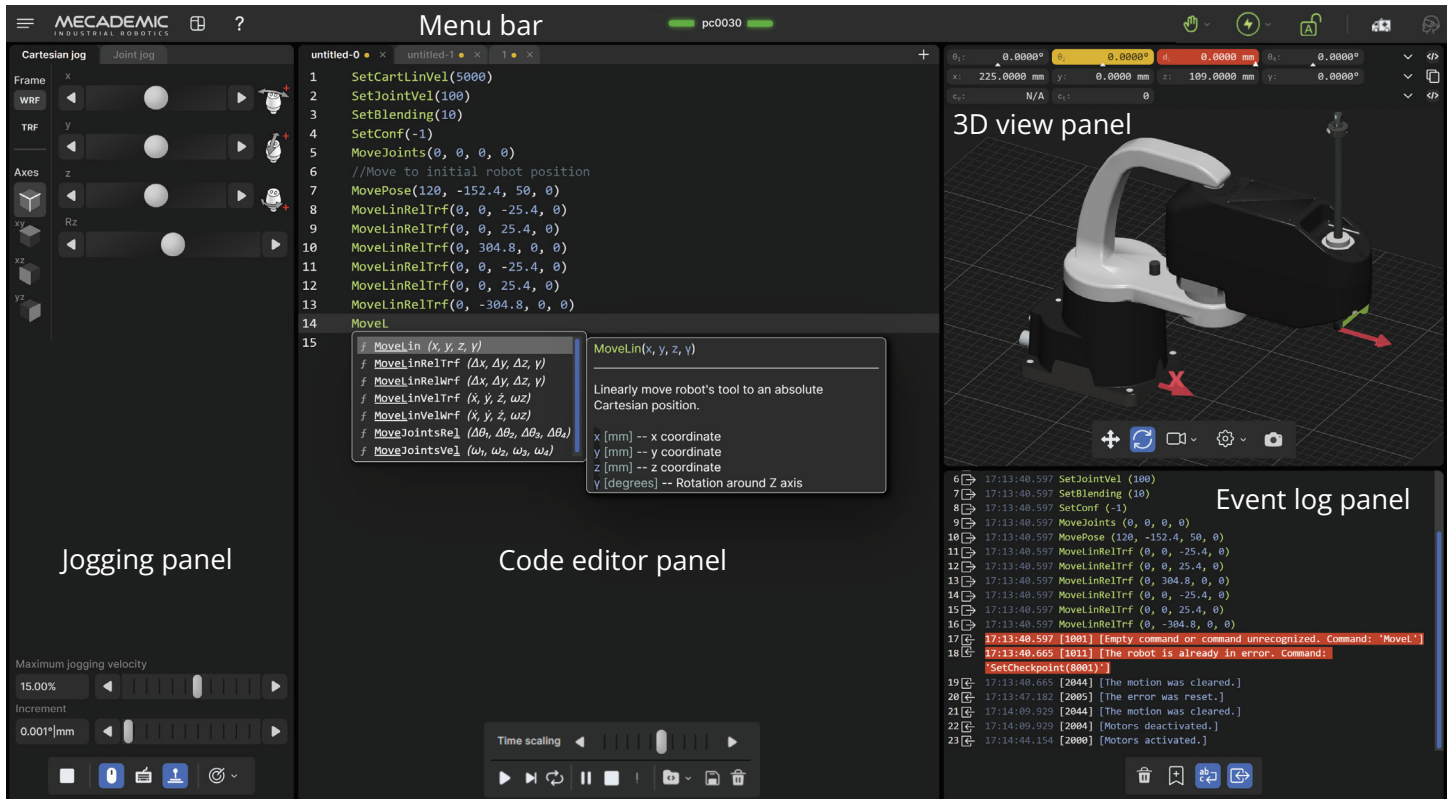 MECADEMIC
INDUSTRIAL ROBOTICS
?
Menu bar
pc0030
A
Cartesian jog
Joint jog
Frame
WRF
TRF
Axes
xy
xz
yz
x
y
z
Rz
Jogging panel
Maximum jogging velocity
15.00%
Increment
0.001°|mm
untitled-0 ×
untitled-1 ×
1 ×
+
1 SetCartLinVel(5000)
2 SetJointVel(100)
3 SetBlending(10)
4 SetConf(-1)
5 MoveJoints(0, 0, 0, 0)
6 //Move to initial robot position
7 MovePose(120, -152.4, 50, 0)
8 MoveLinRelTrf(0, 0, -25.4, 0)
9 MoveLinRelTrf(0, 0, 25.4, 0)
10 MoveLinRelTrf(0, 304.8, 0, 0)
11 MoveLinRelTrf(0, 0, -25.4, 0)
12 MoveLinRelTrf(0, 0, 25.4, 0)
13 MoveLinRelTrf(0, -304.8, 0, 0)
14 MoveL
15
ƒ MoveLin (x, y, z, γ)
ƒ MoveLinRelTrf (Δx, Δy, Δz, γ)
ƒ MoveLinRelWrf (Δx, Δy, Δz, γ)
ƒ MoveLinVelTrf (ẋ, ẏ, ż, ωz)
ƒ MoveLinVelWrf (ẋ, ẏ, ż, ωz)
ƒ MoveJointsRel (Δθ₁, Δθ₂, Δθ₃, Δθ₄)
ƒ MoveJointsVel (ω₁, ω₂, ω₃, ω₄)
MoveLin(x, y, z, γ)
Linearly move robot's tool to an absolute
Cartesian position.
x [mm] -- x coordinate
y [mm] -- y coordinate
z [mm] -- z coordinate
γ [degrees] -- Rotation around Z axis
Code editor panel
Time scaling
θ₁: 0.0000° 0.0000° 0.0000 mm θ₄: 0.0000°
x: 225.0000 mm y: 0.0000 mm z: 109.0000 mm γ: 0.0000°
N/A 0
3D view panel
X
6 17:13:40.597 SetJointVel (100)
7 17:13:40.597 SetBlending (10)
8 17:13:40.597 SetConf (-1)
9 17:13:40.597 MoveJoints (0, 0, 0, 0)
10 17:13:40.597 MovePose (120, -152.4, 50, 0)
11 17:13:40.597 MoveLinRelTrf (0, 0, -25.4, 0)
12 17:13:40.597 MoveLinRelTrf (0, 0, 25.4, 0)
13 17:13:40.597 MoveLinRelTrf (0, 304.8, 0, 0)
14 17:13:40.597 MoveLinRelTrf (0, 0, -25.4, 0)
15 17:13:40.597 MoveLinRelTrf (0, 0, 25.4, 0)
16 17:13:40.597 MoveLinRelTrf (0, -304.8, 0, 0)
17 17:13:40.597 [1001] [Empty command or command unrecognized. Command: 'MoveL']
18 17:13:40.665 [1011] [The robot is already in error. Command:
'SetCheckpoint(8001)']
19 17:13:40.665 [2044] [The motion was cleared.]
20 17:13:47.182 [2005] [The error was reset.]
21 17:14:09.929 [2044] [The motion was cleared.]
22 17:14:09.929 [2004] [Motors deactivated.]
23 17:14:44.154 [2000] [Motors activated.]
Event log panel